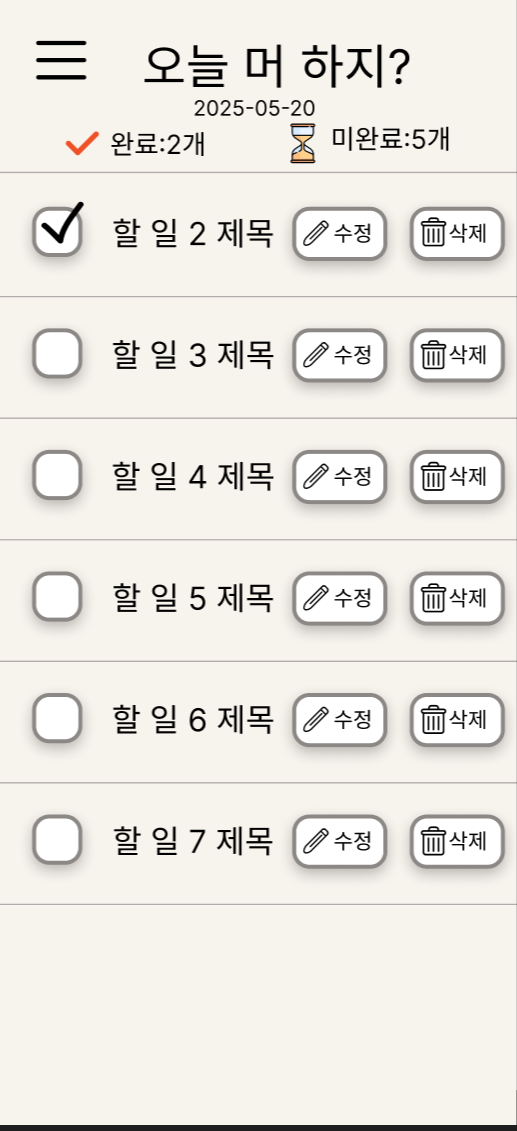 오늘 머 하지?
2025-05-20
완료:2개 미완료:5개
할 일 2 제목 수정 삭제
할 일 3 제목 수정 삭제
할 일 4 제목 수정 삭제
할 일 5 제목 수정 삭제
할 일 6 제목 수정 삭제
할 일 7 제목 수정 삭제